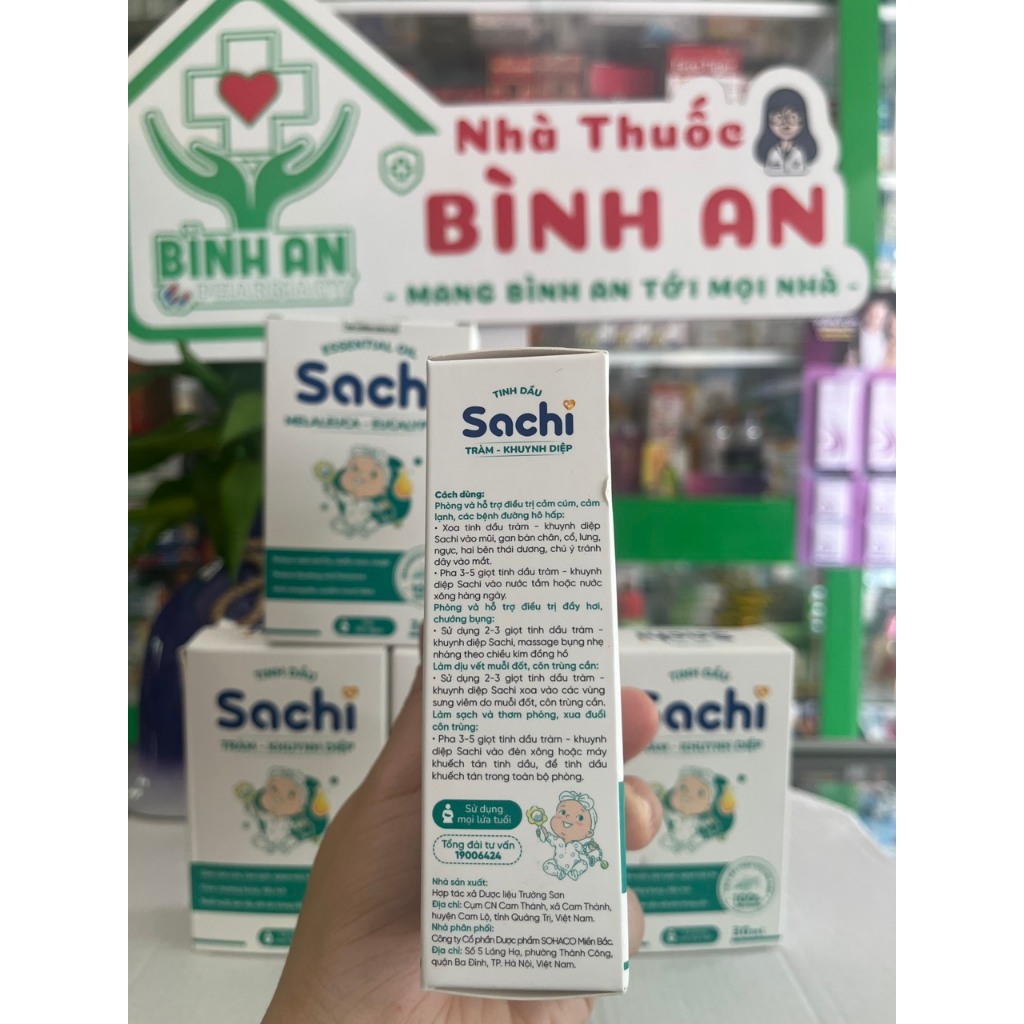 Nhà Thuốc
BÌNH AN
- MANG BÌNH AN TỚI MỌI NHÀ -
BÌNH AN
PHARMACY
ESSENTIAL OIL
Sachi
MELALEUCA - EUCALYP
TINH DẦU
Sachi
TRÀM - KHUYNH DIỆP
Cách dùng:
Phòng và hỗ trợ điều trị cảm cúm, cảm
lạnh, các bệnh đường hô hấp:
• Xoa tinh dầu tràm - khuynh diệp
Sachi vào mũi, gan bàn chân, cổ, lưng,
ngực, hai bên thái dương, chú ý tránh
dây vào mắt.
• Pha 3-5 giọt tinh dầu tràm - khuynh
diệp Sachi vào nước tắm hoặc nước
xông hàng ngày.
Phòng và hỗ trợ điều trị đầy hơi,
chướng bụng:
• Sử dụng 2-3 giọt tinh dầu tràm -
khuynh diệp Sachi, massage bụng nhẹ
nhàng theo chiều kim đồng hồ
Làm dịu vết muỗi đốt, côn trùng cắn:
• Sử dụng 2-3 giọt tinh dầu tràm -
khuynh diệp Sachi xoa vào các vùng
sưng viêm do muỗi đốt, côn trùng cắn.
Làm sạch và thơm phòng, xua đuổi
côn trùng:
• Pha 3-5 giọt tinh dầu tràm - khuynh
diệp Sachi vào đèn xông hoặc máy
khuếch tán tinh dầu, để tinh dầu
khuếch tán trong toàn bộ phòng.
Sử dụng
mọi lứa tuổi
Tổng đài tư vấn
19006424
Nhà sản xuất:
Hợp tác xã Dược liệu Trường Sơn
Địa chỉ: Cụm CN Cam Thành, xã Cam Thành,
huyện Cam Lộ, tỉnh Quảng Trị, Việt Nam.
Nhà phân phối:
Công ty Cổ phần Dược phẩm SOHACO Miền Bắc.
Địa chỉ: Số 5 Láng Hạ, phường Thành Công,
quận Ba Đình, TP. Hà Nội, Việt Nam.
TINH DẦU
Sachi
TRÀM - KHUYNH DIỆP
TINH DẦU
Sachi
KHUYNH DIỆP
30ml